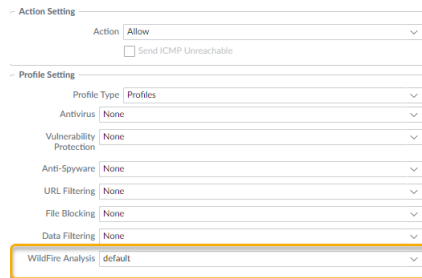 Action Setting
Action Allow
Send ICMP Unreachable
Profile Setting
Profile Type Profiles
Antivirus None
Vulnerability Protection None
Anti-Spyware None
URL Filtering None
File Blocking None
Data Filtering None
WildFire Analysis default